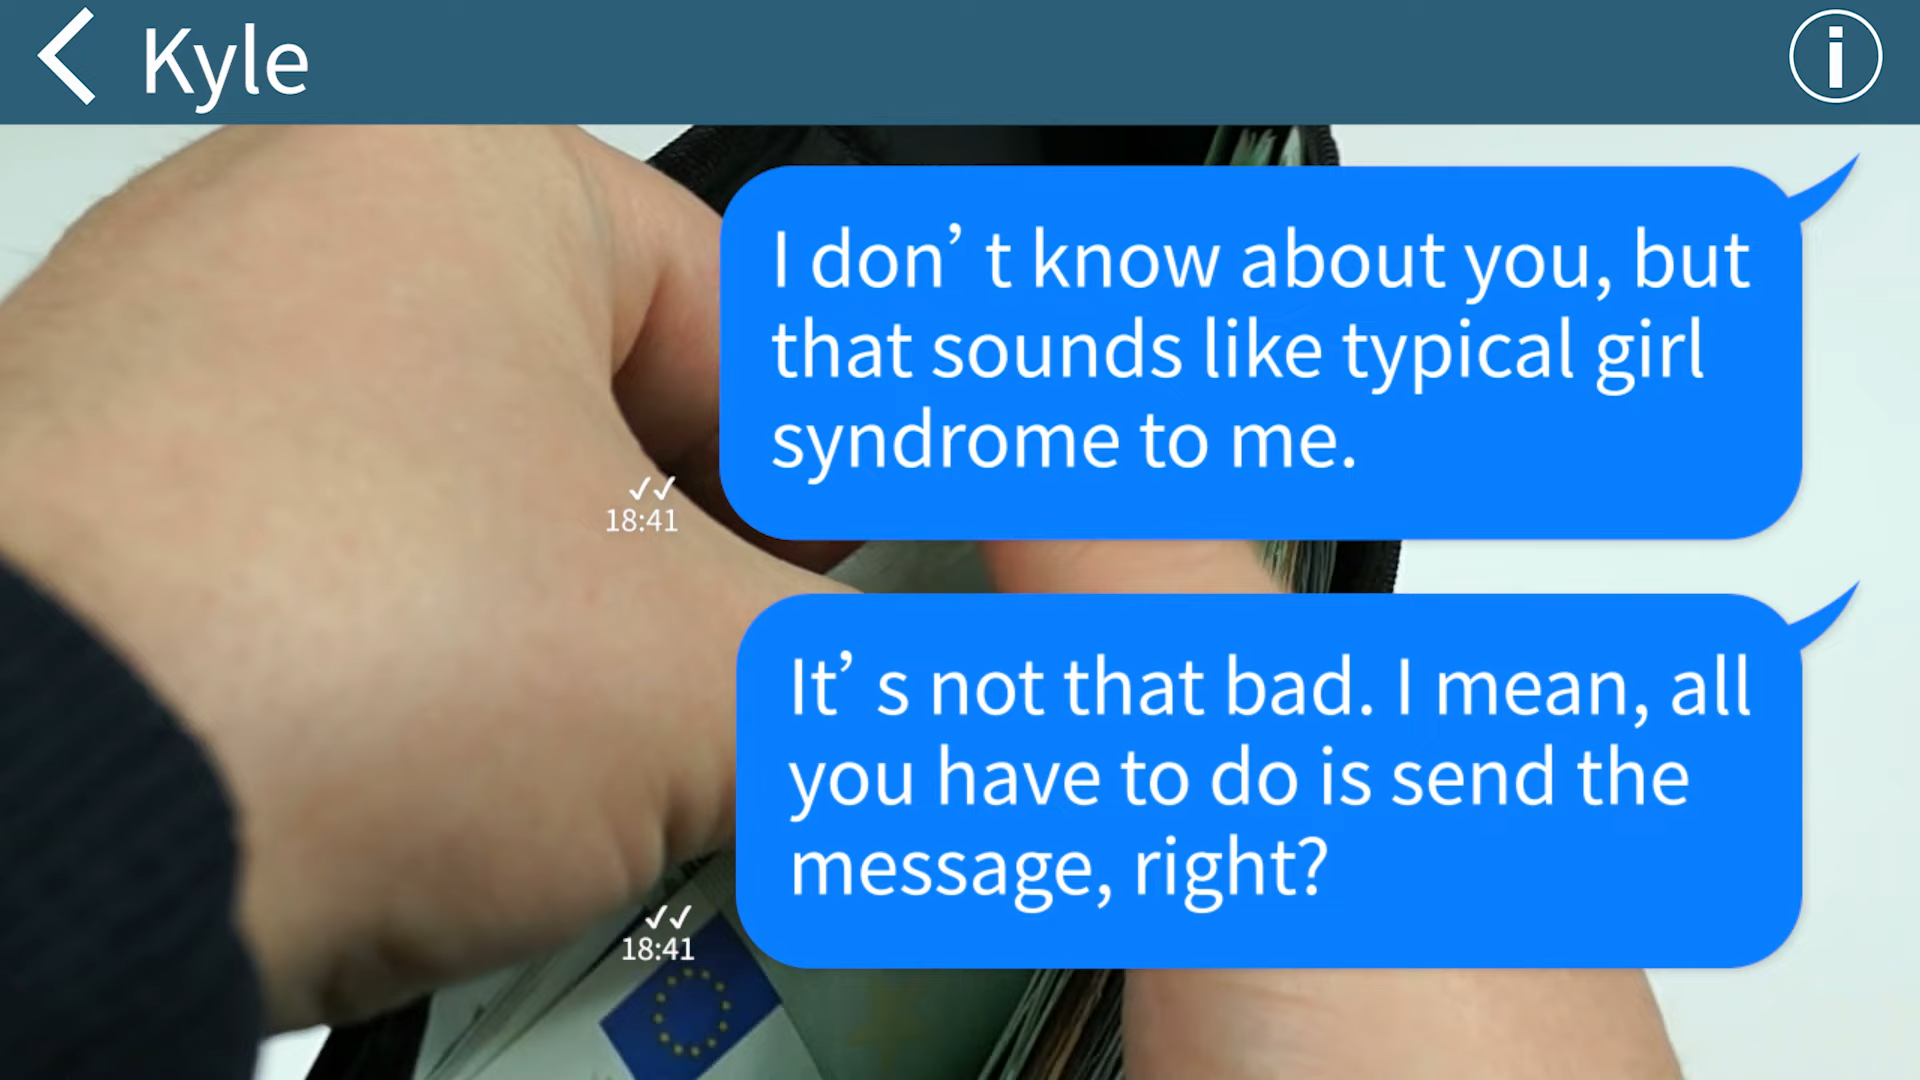 Kyle
I don’t know about you, but
that sounds like typical girl
syndrome to me.
✓✓
18:41
It’s not that bad. I mean, all
you have to do is send the
message, right?
✓✓
18:41